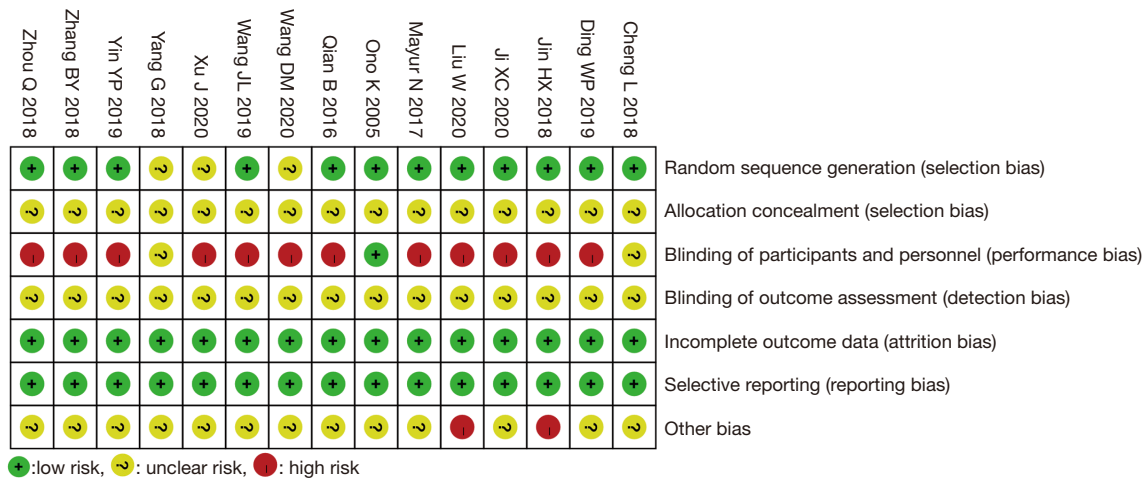 Zhou Q 2018
Zhang BY 2018
Yin YP 2019
Yang G 2018
Xu J 2020
Wang JL 2019
Wang DM 2020
Qian B 2016
Ono K 2005
Mayur N 2017
Liu W 2020
Ji XC 2020
Jin HX 2018
Ding WP 2019
Cheng L 2018
+ + + ? ? + ? + + + + + + + + Random sequence generation (selection bias)
? ? ? ? ? ? ? ? ? ? ? ? ? ? ? Allocation concealment (selection bias)
– – – ? – – – – + – – – – – ? Blinding of participants and personnel (performance bias)
? ? ? ? ? ? ? ? ? ? ? ? ? ? ? Blinding of outcome assessment (detection bias)
+ + + + + + + + + + + + + + + Incomplete outcome data (attrition bias)
+ + + + + + + + + + + + + + + Selective reporting (reporting bias)
? ? ? ? ? ? ? ? ? ? – ? – ? ? Other bias
+ :low risk, ? : unclear risk, – : high risk